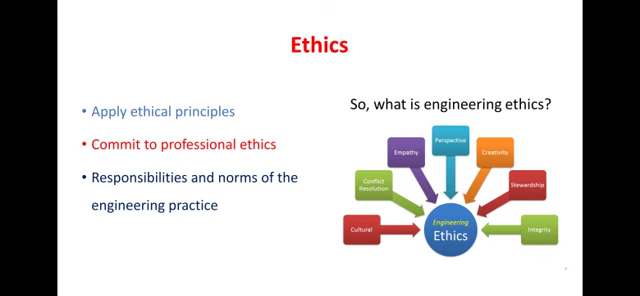 Ethics
• Apply ethical principles
• Commit to professional ethics
• Responsibilities and norms of the
engineering practice
So, what is engineering ethics?
Cultural
Conflict
Resolution
Empathy
Perspective
Creativity
Stewardship
Integrity
Engineering
Ethics